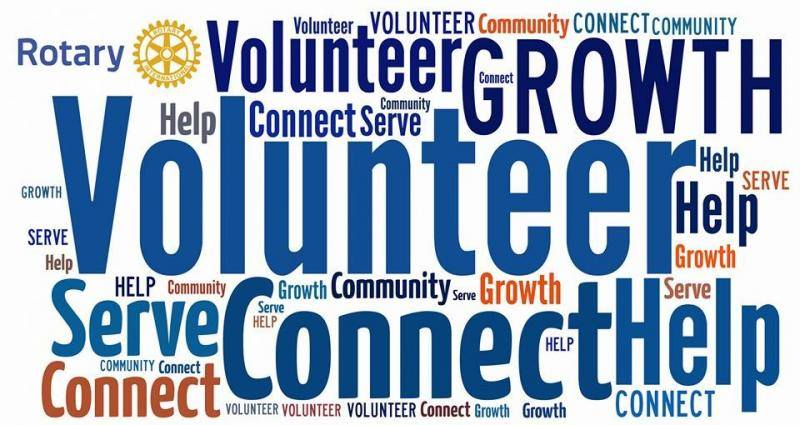 Rotary
ROTARY
INTERNATIONAL
Volunteer
VOLUNTEER
Community
CONNECT
COMMUNITY
Volunteer
Connect
GROWTH
Help
Connect
Serve
Community
Volunteer
Help
SERVE
Help
GROWTH
SERVE
Help
Growth
HELP
Community
Growth
Community
Serve
Growth
Serve
Serve
Serve
HELP
Connect
HELP
Help
COMMUNITY
Connect
Connect
CONNECT
VOLUNTEER
VOLUNTEER
VOLUNTEER
Connect
Growth
Growth